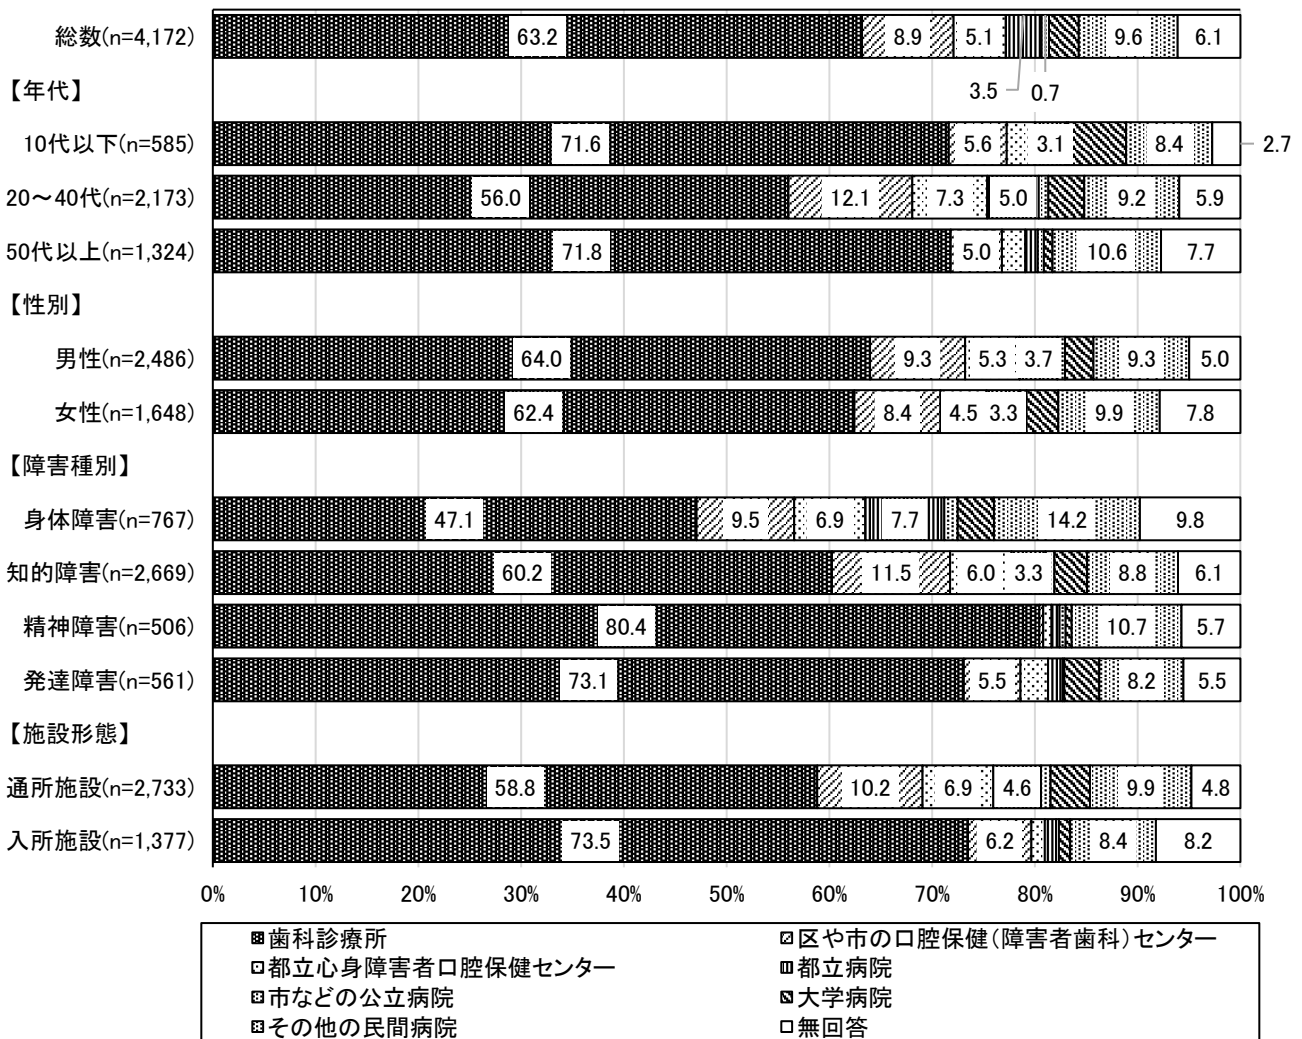 総数(n=4,172) 63.2 8.9 5.1 9.6 6.1
【年代】 3.5 0.7
10代以下(n=585) 71.6 5.6 3.1 8.4 2.7
20～40代(n=2,173) 56.0 12.1 7.3 5.0 9.2 5.9
50代以上(n=1,324) 71.8 5.0 10.6 7.7
【性別】
男性(n=2,486) 64.0 9.3 5.3 3.7 9.3 5.0
女性(n=1,648) 62.4 8.4 4.5 3.3 9.9 7.8
【障害種別】
身体障害(n=767) 47.1 9.5 6.9 7.7 14.2 9.8
知的障害(n=2,669) 60.2 11.5 6.0 3.3 8.8 6.1
精神障害(n=506) 80.4 10.7 5.7
発達障害(n=561) 73.1 5.5 8.2 5.5
【施設形態】
通所施設(n=2,733) 58.8 10.2 6.9 4.6 9.9 4.8
入所施設(n=1,377) 73.5 6.2 8.4 8.2
0% 10% 20% 30% 40% 50% 60% 70% 80% 90% 100%
歯科診療所 区や市の口腔保健(障害者歯科)センター
都立心身障害者口腔保健センター 都立病院
市などの公立病院 大学病院
その他の民間病院 無回答